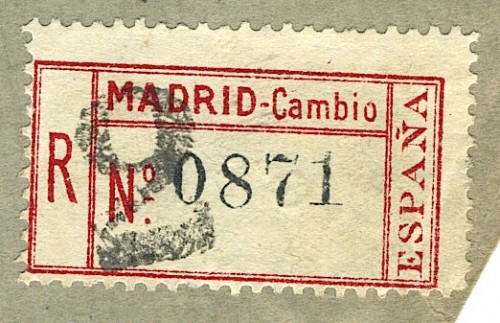 MADRID-Cambio
R
Nº 0871
ESPAÑA